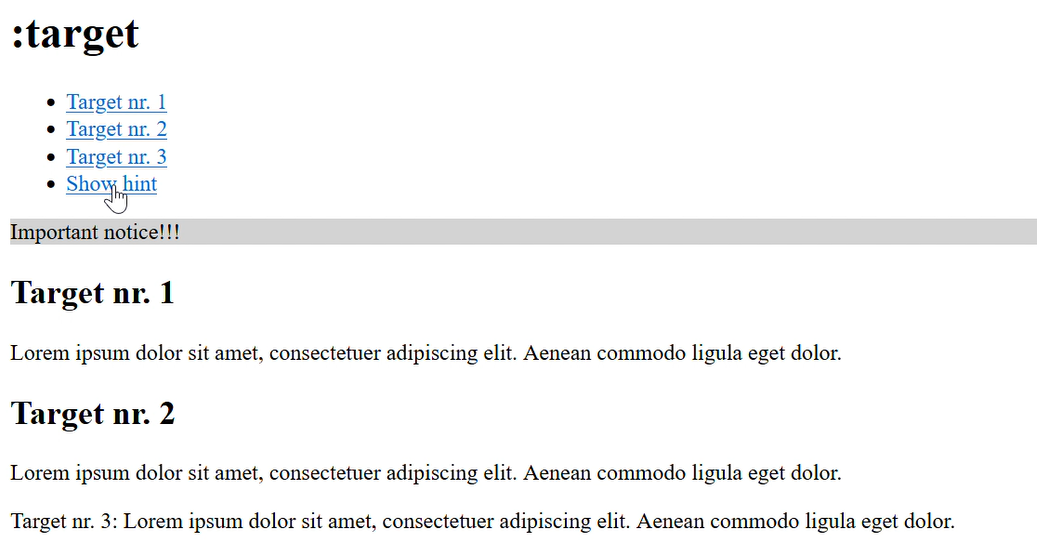 :target
Target nr. 1
Target nr. 2
Target nr. 3
Show hint
Important notice!!!
Target nr. 1
Lorem ipsum dolor sit amet, consectetuer adipiscing elit. Aenean commodo ligula eget dolor.
Target nr. 2
Lorem ipsum dolor sit amet, consectetuer adipiscing elit. Aenean commodo ligula eget dolor.
Target nr. 3: Lorem ipsum dolor sit amet, consectetuer adipiscing elit. Aenean commodo ligula eget dolor.